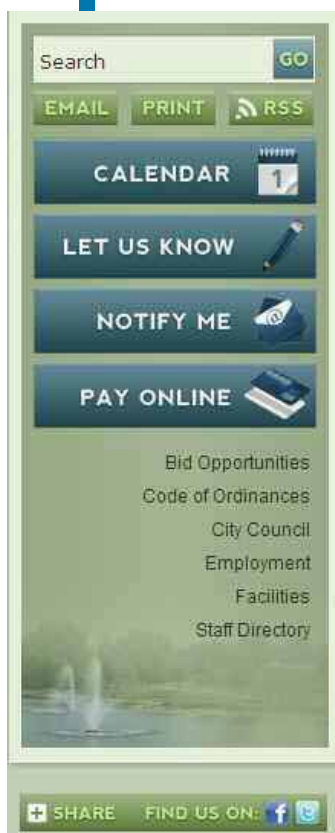 Search GO
EMAIL PRINT RSS
CALENDAR 1
LET US KNOW
NOTIFY ME @
PAY ONLINE
Bid Opportunities
Code of Ordinances
City Council
Employment
Facilities
Staff Directory
SHARE FIND US ON: f t